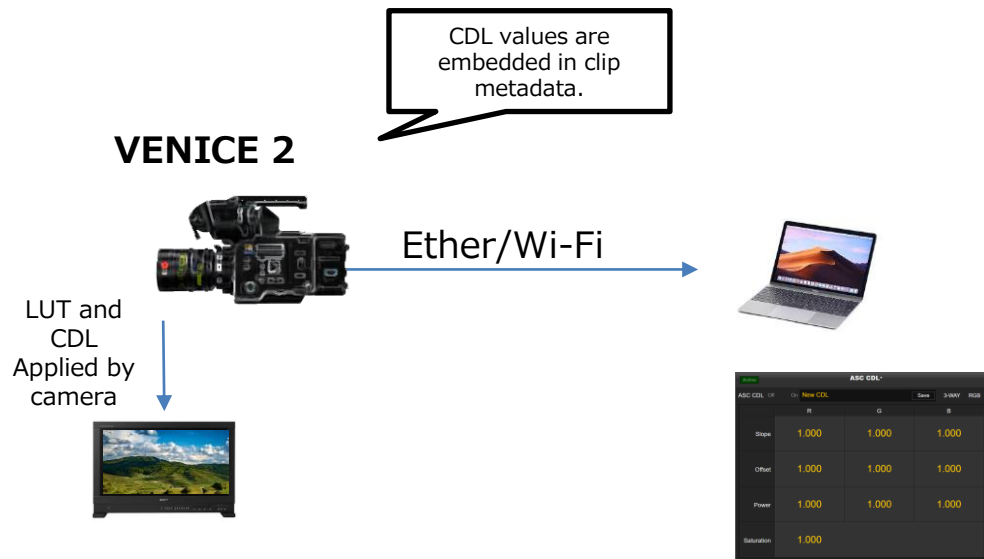 CDL values are
embedded in clip
metadata.
VENICE 2
Ether/Wi-Fi
LUT and
CDL
Applied by
camera
SONY
Active
ASC CDL•
ASC CDL Off On New CDL Save 3-WAY RGB
R G B
Slope 1.000 1.000 1.000
Offset 1.000 1.000 1.000
Power 1.000 1.000 1.000
Saturation 1.000